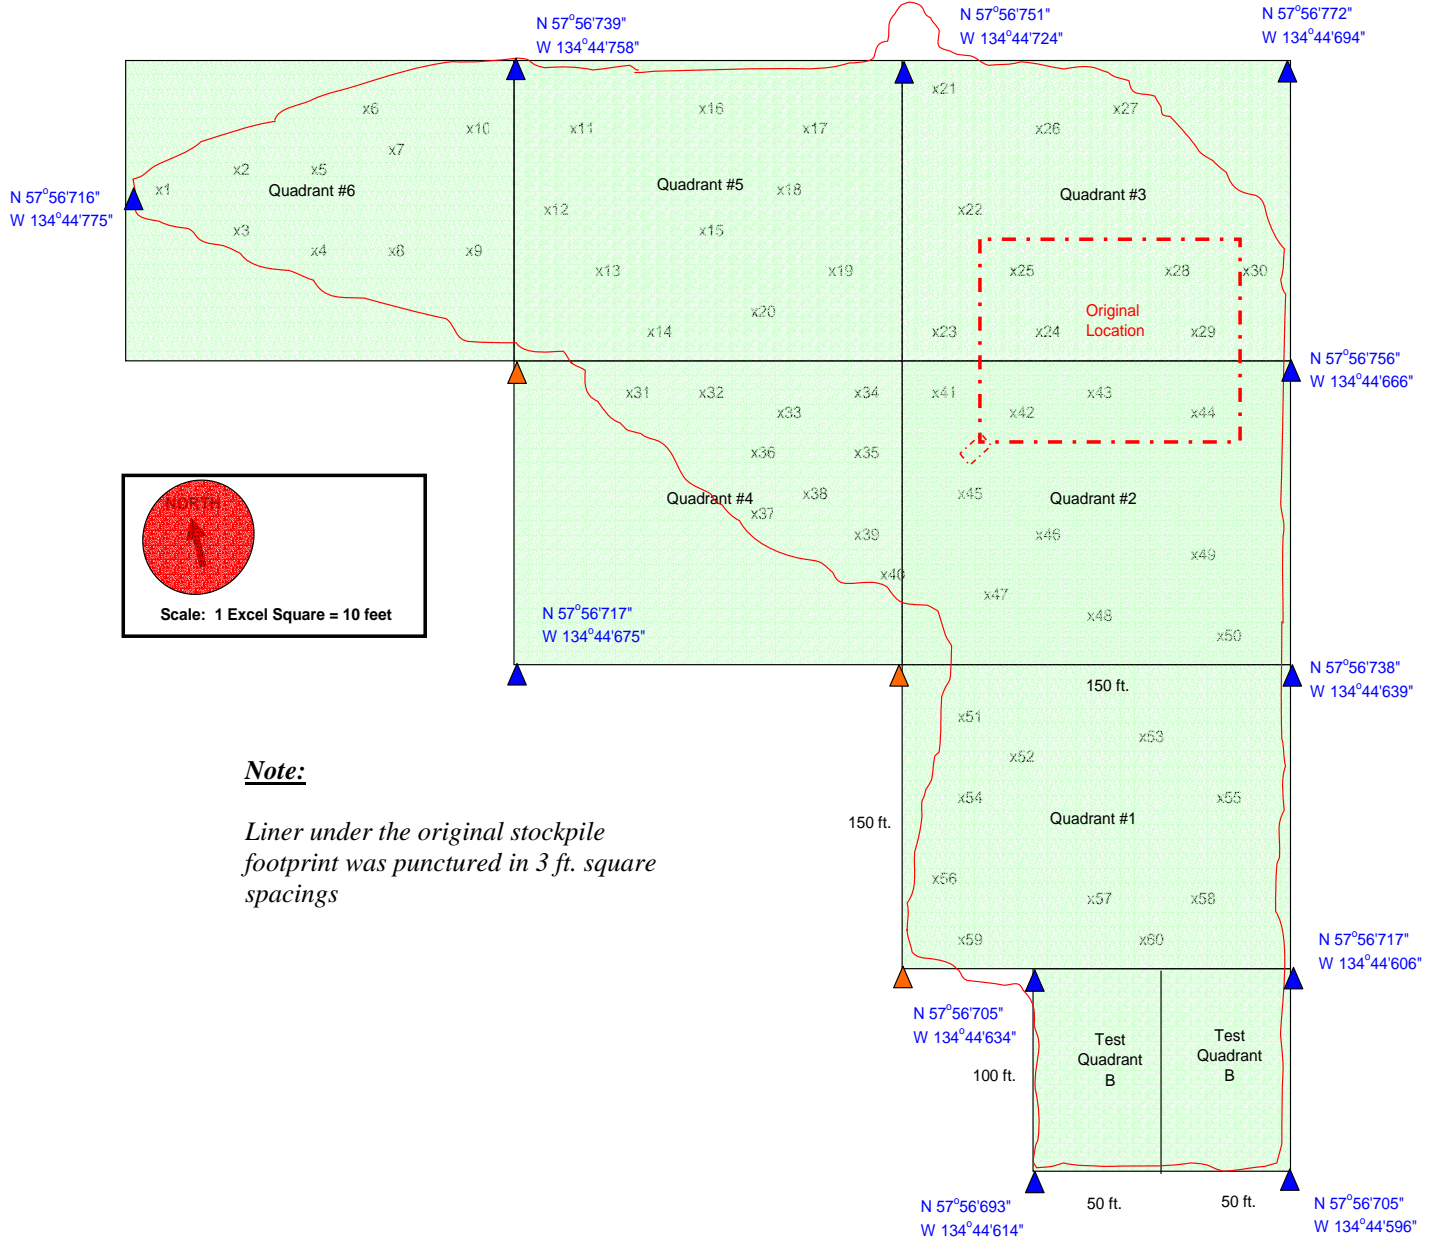 N 57°56'739"
W 134°44'758"
N 57°56'751"
W 134°44'724"
N 57°56'772"
W 134°44'694"
x21
x6
x16
x27
x10
x11
x17
x26
x7
x2
x5
N 57°56'716"
W 134°44'775"
x1
Quadrant #6
Quadrant #5
x18
Quadrant #3
x12
x22
x3
x15
x4
x8
x9
x13
x19
x25
x28
x30
x20
Original
Location
x14
x23
x24
x29
N 57°56'756"
W 134°44'666"
x31
x32
x34
x41
x43
x33
x42
x44
x36
x35
Quadrant #4
x38
x45
Quadrant #2
NORTH
x37
x39
x46
x49
x40
x47
Scale: 1 Excel Square = 10 feet
N 57°56'717"
W 134°44'675"
x48
x50
N 57°56'738"
W 134°44'639"
150 ft.
x51
x53
x52
Note:
x54
x55
150 ft.
Quadrant #1
Liner under the original stockpile
footprint was punctured in 3 ft. square
spacings
x56
x57
x58
x59
x60
N 57°56'717"
W 134°44'606"
N 57°56'705"
W 134°44'634"
Test
Quadrant
B
Test
Quadrant
B
100 ft.
N 57°56'693"
W 134°44'614"
50 ft.
50 ft.
N 57°56'705"
W 134°44'596"